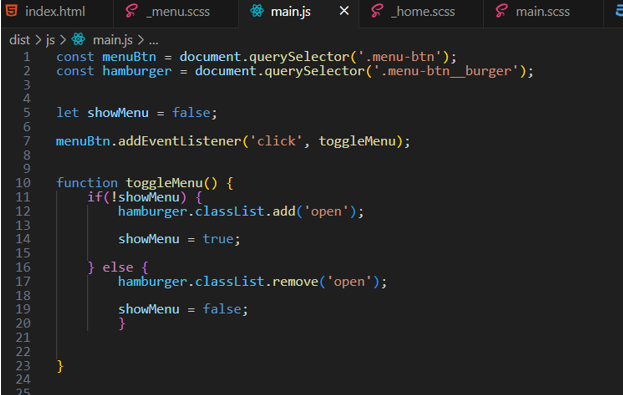 index.html _menu.scss main.js × _home.scss main.scss
dist > js > main.js > ...
1 const menuBtn = document.querySelector('.menu-btn');
2 const hamburger = document.querySelector('.menu-btn__burger');
3
4
5 let showMenu = false;
6
7 menuBtn.addEventListener('click', toggleMenu);
8
9
10 function toggleMenu() {
11 if(!showMenu) {
12 hamburger.classList.add('open');
13
14 showMenu = true;
15
16 } else {
17 hamburger.classList.remove('open');
18
19 showMenu = false;
20 }
21
22
23 }
24
25